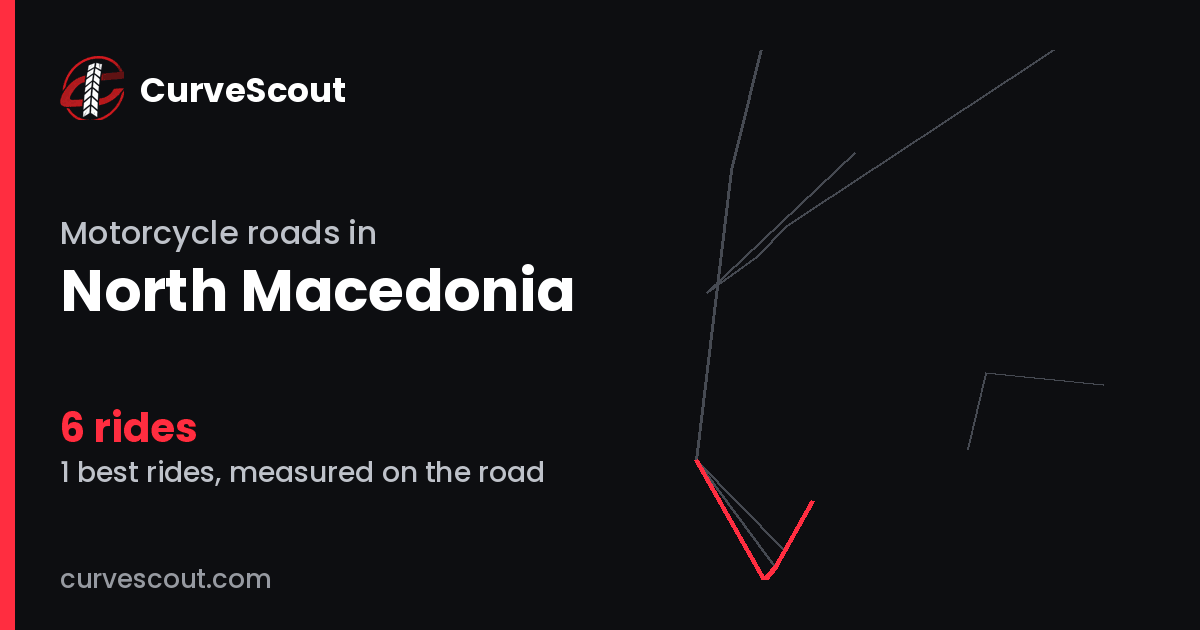 CurveScout
Motorcycle roads in
North Macedonia
6 rides
1 best rides, measured on the road
curvescout.com